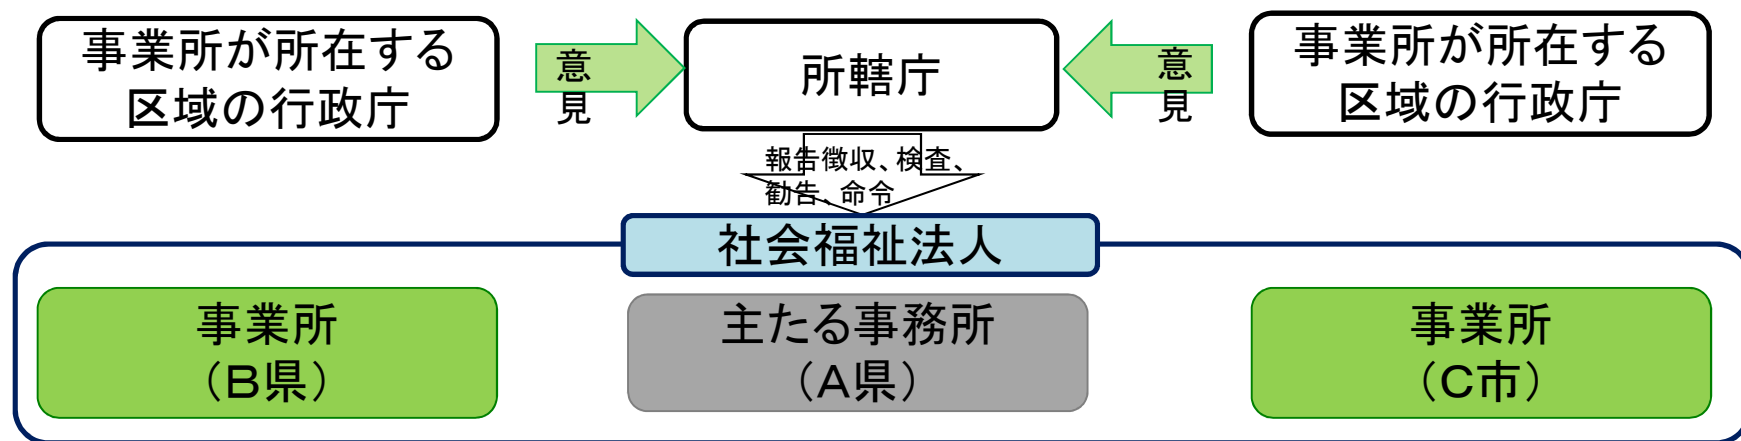 事業所が所在する
区域の行政庁
意
見
所轄庁
意
見
事業所が所在する
区域の行政庁
報告徴収、検査、
勧告、命令
社会福祉法人
事業所
（Ｂ県）
主たる事務所
（Ａ県）
事業所
（Ｃ市）